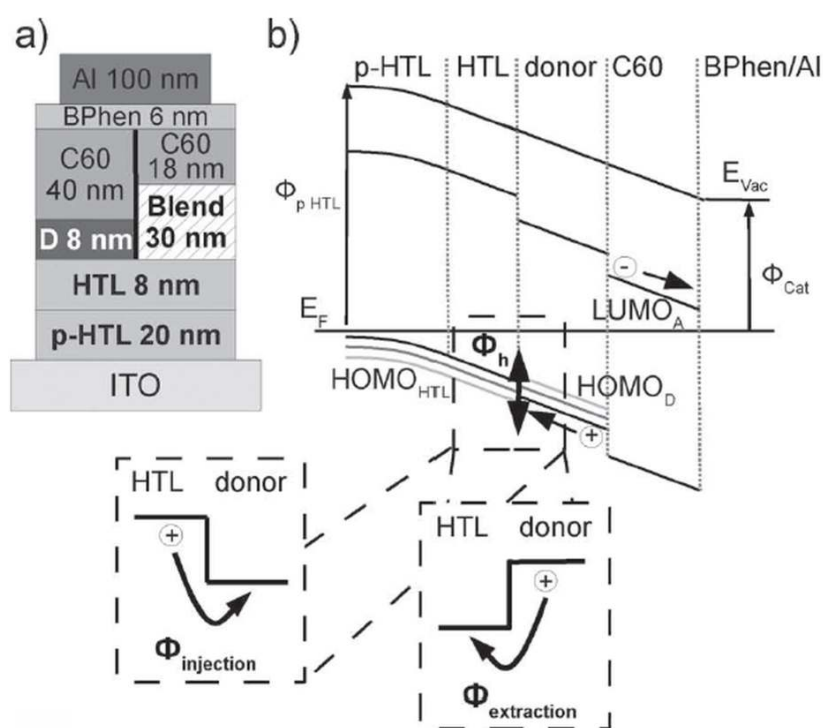 a)
Al 100 nm
BPhen 6 nm
C60
40 nm
C60
18 nm
D 8 nm
Blend
30 nm
HTL 8 nm
p-HTL 20 nm
ITO
b)
p-HTL HTL donor C60 BPhen/Al
Φp HTL
EVac
ΦCat
EF
LUMOA
Φh
HOMOHTL
HOMOD
HTL donor
Φinjection
HTL donor
Φextraction